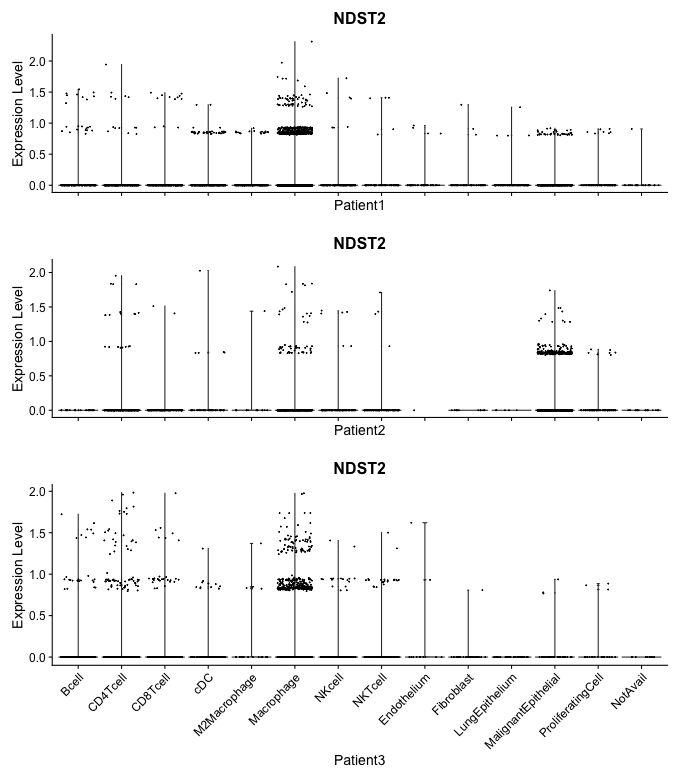 NDST2
Expression Level
2.0
1.5
1.0
0.5
0.0
Patient1
NDST2
Expression Level
2.0
1.5
1.0
0.5
0.0
Patient2
NDST2
Expression Level
2.0
1.5
1.0
0.5
0.0
Bcell
CD4Tcell
CD8Tcell
cDC
M2Macrophage
Macrophage
NKcell
NKTcell
Endothelium
Fibroblast
LungEpithelium
MalignantEpithelial
ProliferatingCell
NotAvail
Patient3